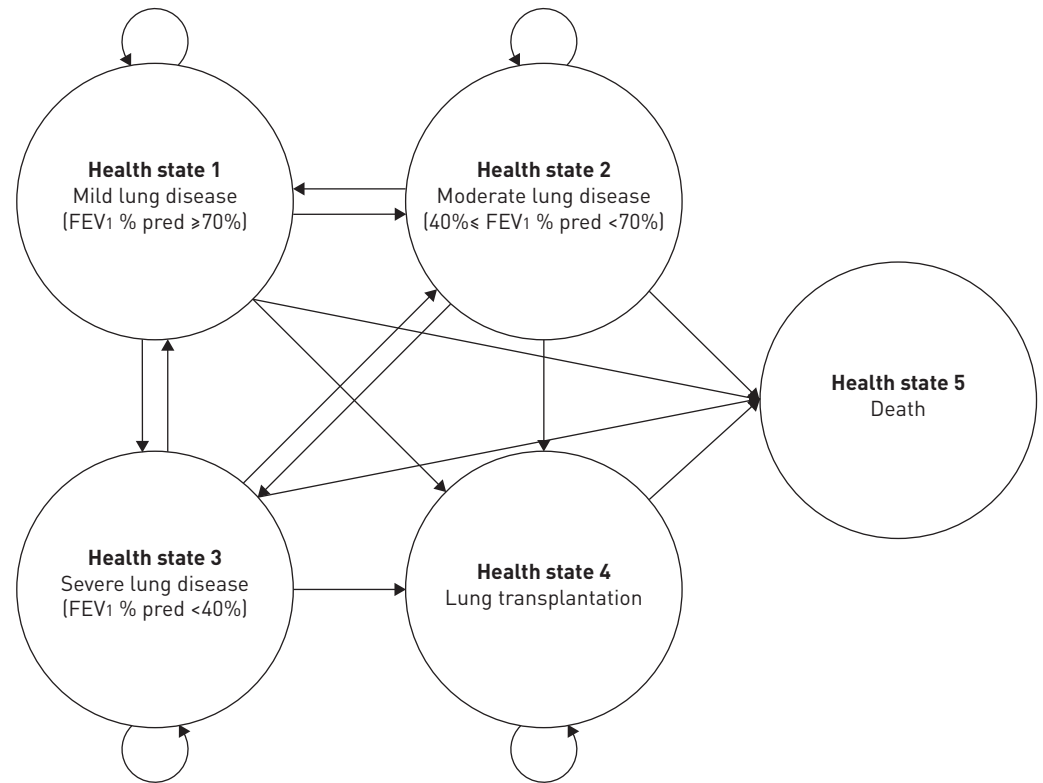 Health state 1
Mild lung disease
(FEV1 % pred ⩾70%)
Health state 2
Moderate lung disease
(40%⩽ FEV1 % pred <70%)
Health state 5
Death
Health state 3
Severe lung disease
(FEV1 % pred <40%)
Health state 4
Lung transplantation